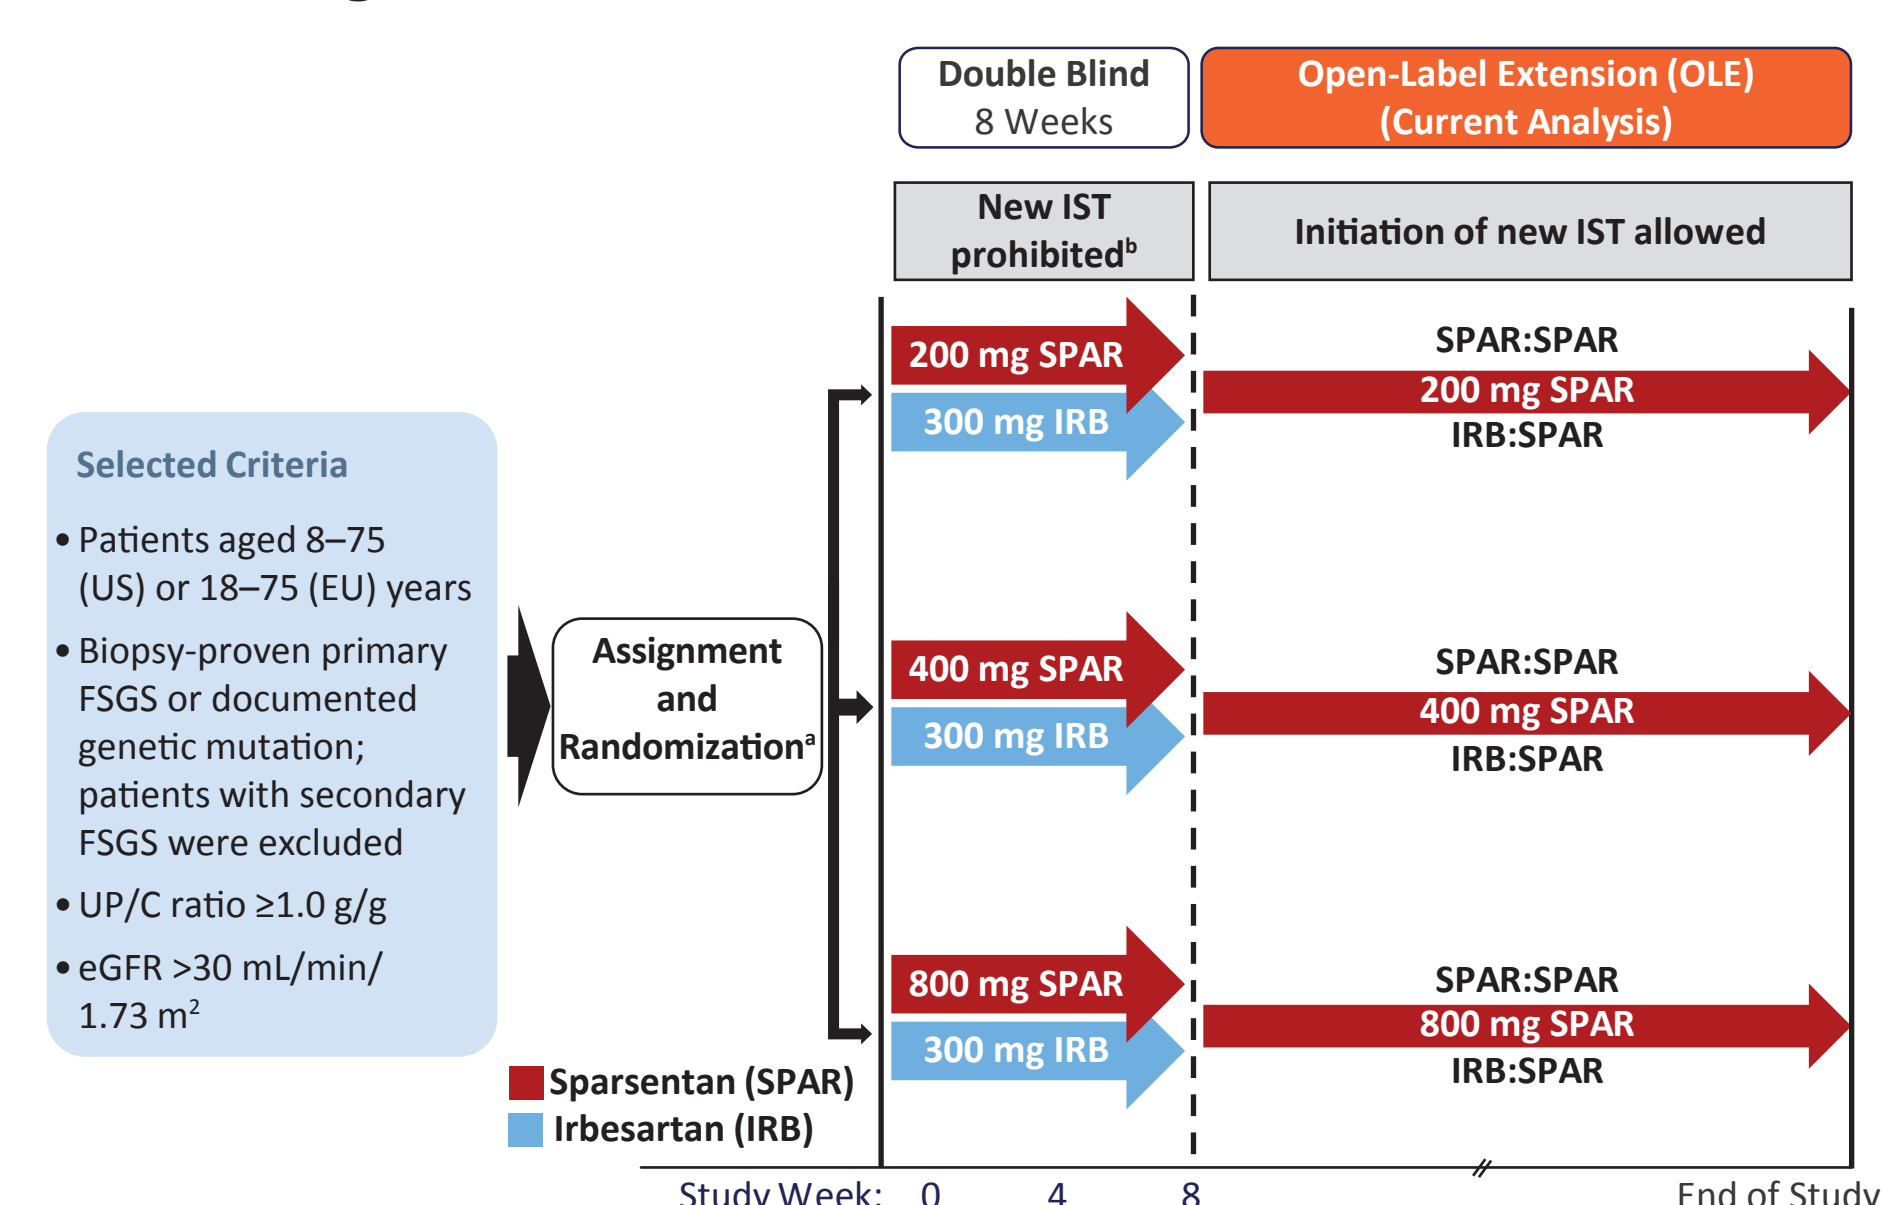 Double Blind
8 Weeks
Open-Label Extension (OLE)
(Current Analysis)
New IST
prohibitedᵇ
Initiation of new IST allowed
Selected Criteria
• Patients aged 8–75
(US) or 18–75 (EU) years
• Biopsy-proven primary
FSGS or documented
genetic mutation;
patients with secondary
FSGS were excluded
• UP/C ratio ≥1.0 g/g
• eGFR >30 mL/min/
1.73 m²
Assignment
and
Randomizationᵃ
200 mg SPAR
300 mg IRB
SPAR:SPAR
200 mg SPAR
IRB:SPAR
400 mg SPAR
300 mg IRB
SPAR:SPAR
400 mg SPAR
IRB:SPAR
800 mg SPAR
300 mg IRB
SPAR:SPAR
800 mg SPAR
IRB:SPAR
Sparsentan (SPAR)
Irbesartan (IRB)
Study Week: 0 4 8 End of Study